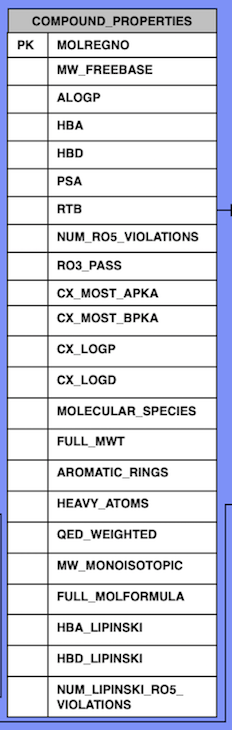 COMPOUND_PROPERTIES
PK MOLREGNO
MW_FREEBASE
ALOGP
HBA
HBD
PSA
RTB
NUM_RO5_VIOLATIONS
RO3_PASS
CX_MOST_APKA
CX_MOST_BPKA
CX_LOGP
CX_LOGD
MOLECULAR_SPECIES
FULL_MWT
AROMATIC_RINGS
HEAVY_ATOMS
QED_WEIGHTED
MW_MONOISOTOPIC
FULL_MOLFORMULA
HBA_LIPINSKI
HBD_LIPINSKI
NUM_LIPINSKI_RO5_
VIOLATIONS